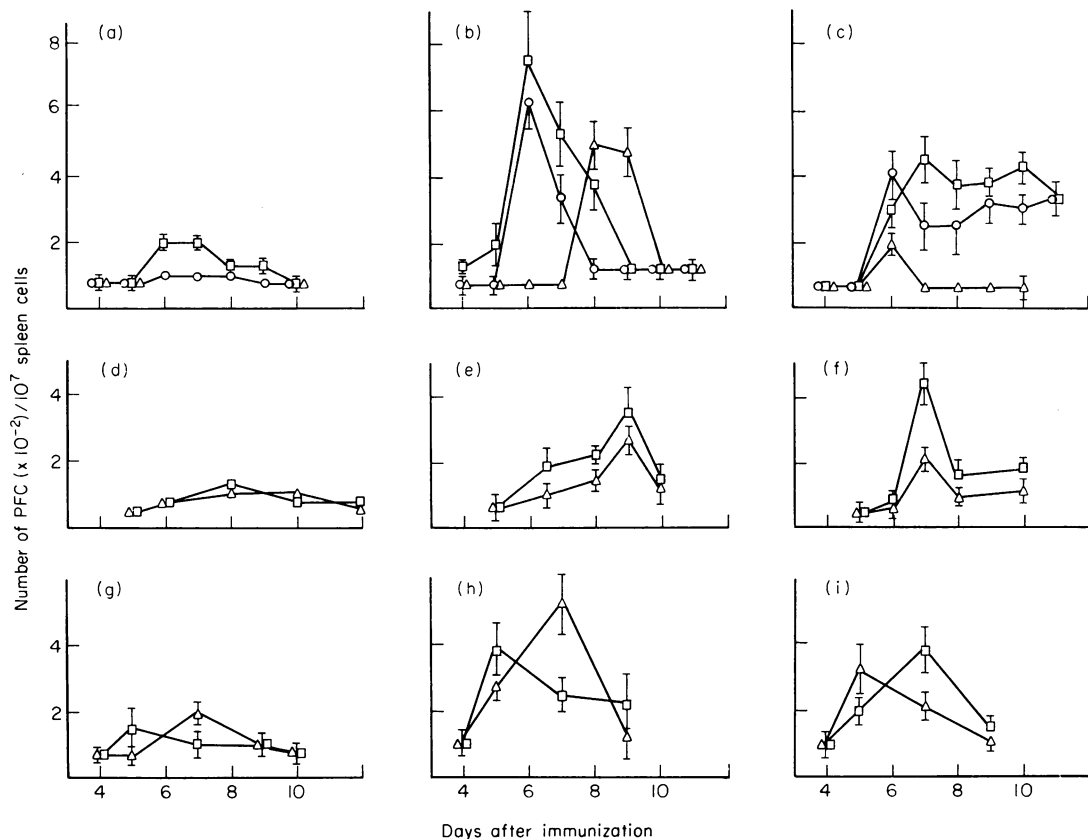 (a)
(b)
(c)
8
6
4
2
(d)
(e)
(f)
4
2
(g)
(h)
(i)
4
2
4 6 8 10
4 6 8 10
4 6 8 10
Number of PFC (x 10⁻²)/10⁷ spleen cells
Days after immunization